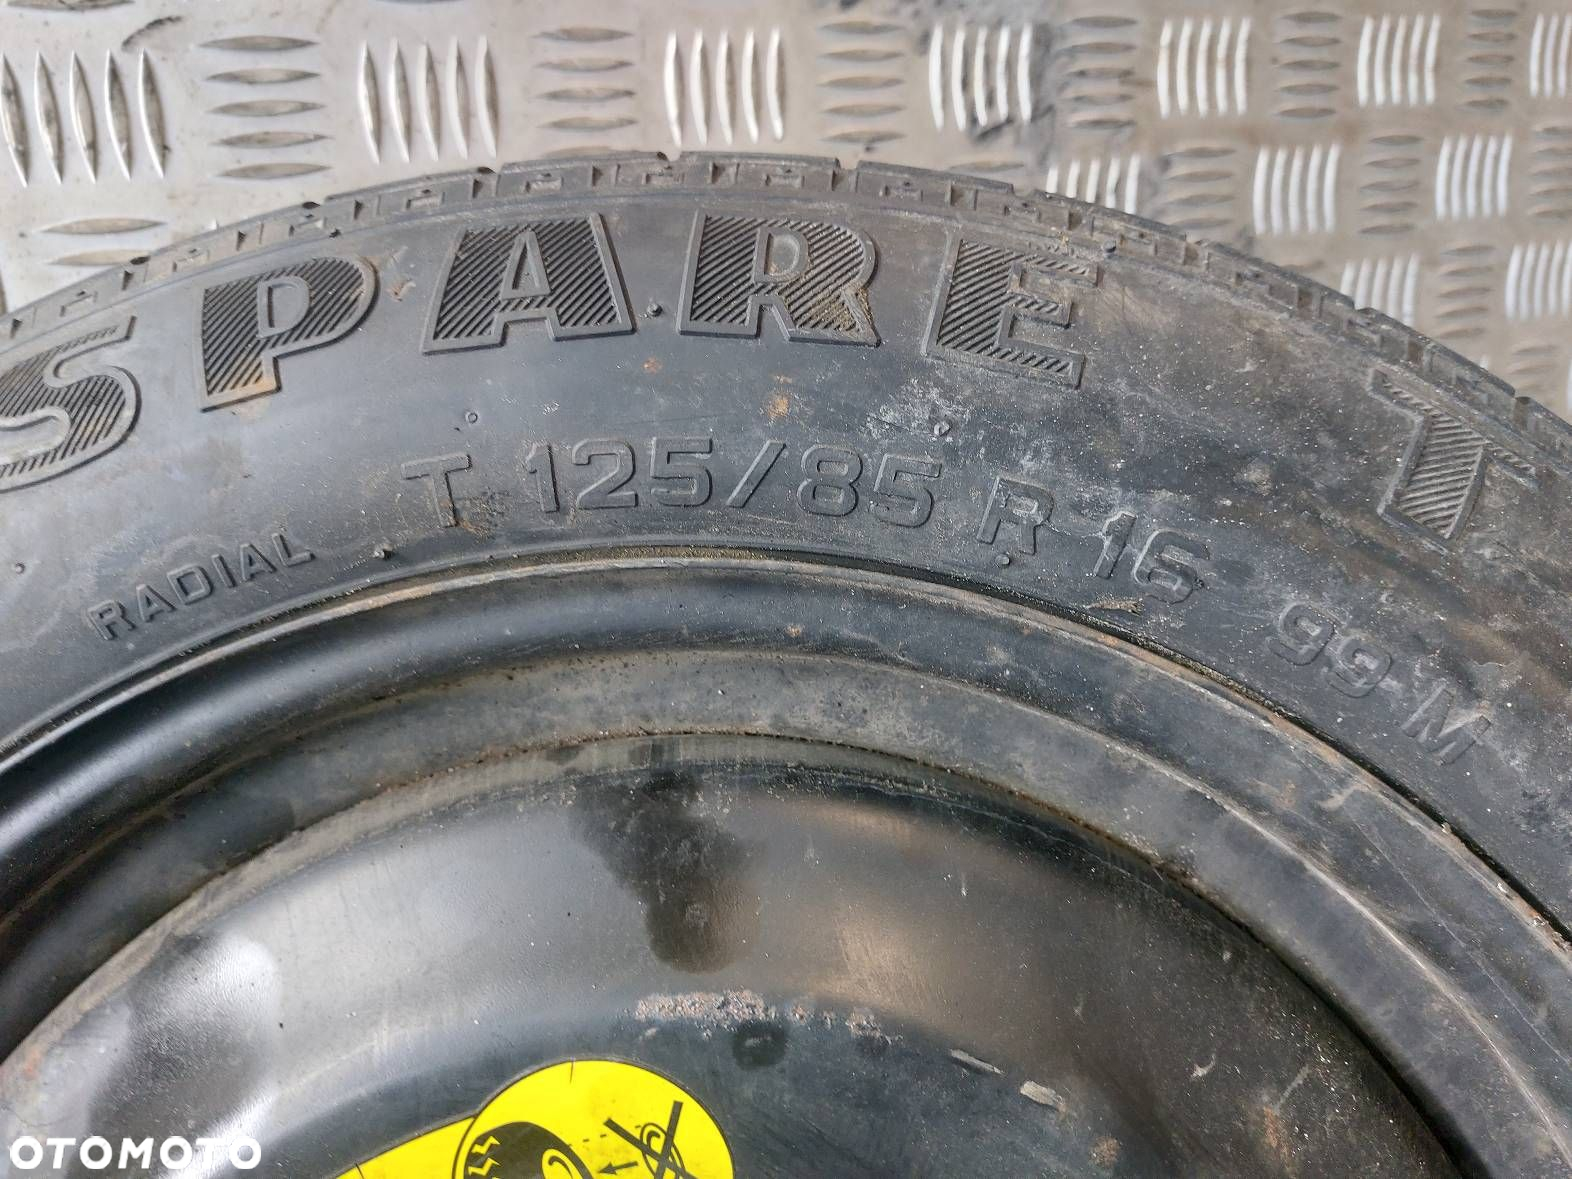 SPARE T
T 125/85 R 16 99 M
RADIAL
OTOMOTO